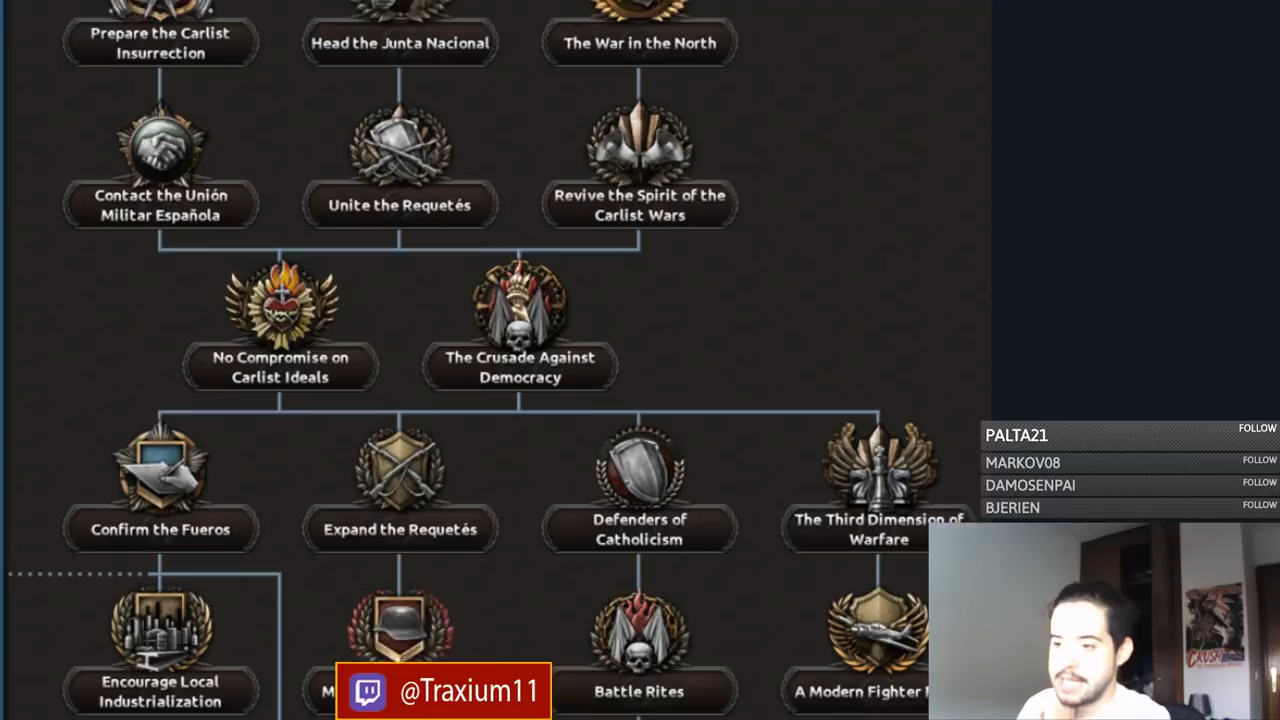 Prepare the Carlist
Insurrection
Head the Junta Nacional
The War in the North
Contact the Unión
Militar Española
Unite the Requetés
Revive the Spirit of the
Carlist Wars
No Compromise on
Carlist Ideals
The Crusade Against
Democracy
Confirm the Fueros
Expand the Requetés
Defenders of
Catholicism
The Third Dimension of
Warfare
Encourage Local
Industrialization
Battle Rites
A Modern Fighter
@Traxium11
PALTA21 FOLLOW
MARKOV08 FOLLOW
DAMOSENPAI FOLLOW
BJERIEN FOLLOW